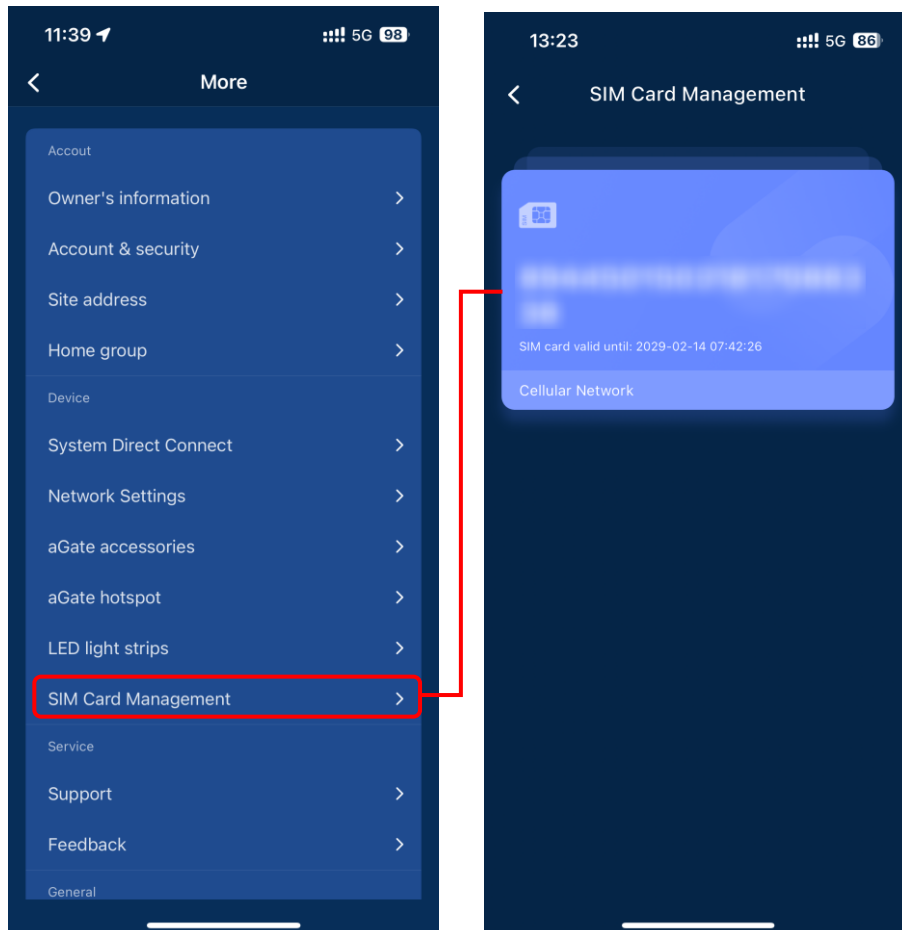 11:39
5G 98
More
Accout
Owner's information
Account & security
Site address
Home group
Device
System Direct Connect
Network Settings
aGate accessories
aGate hotspot
LED light strips
SIM Card Management
Service
Support
Feedback
General
13:23
5G 86
SIM Card Management
SIM card valid until: 2029-02-14 07:42:26
Cellular Network